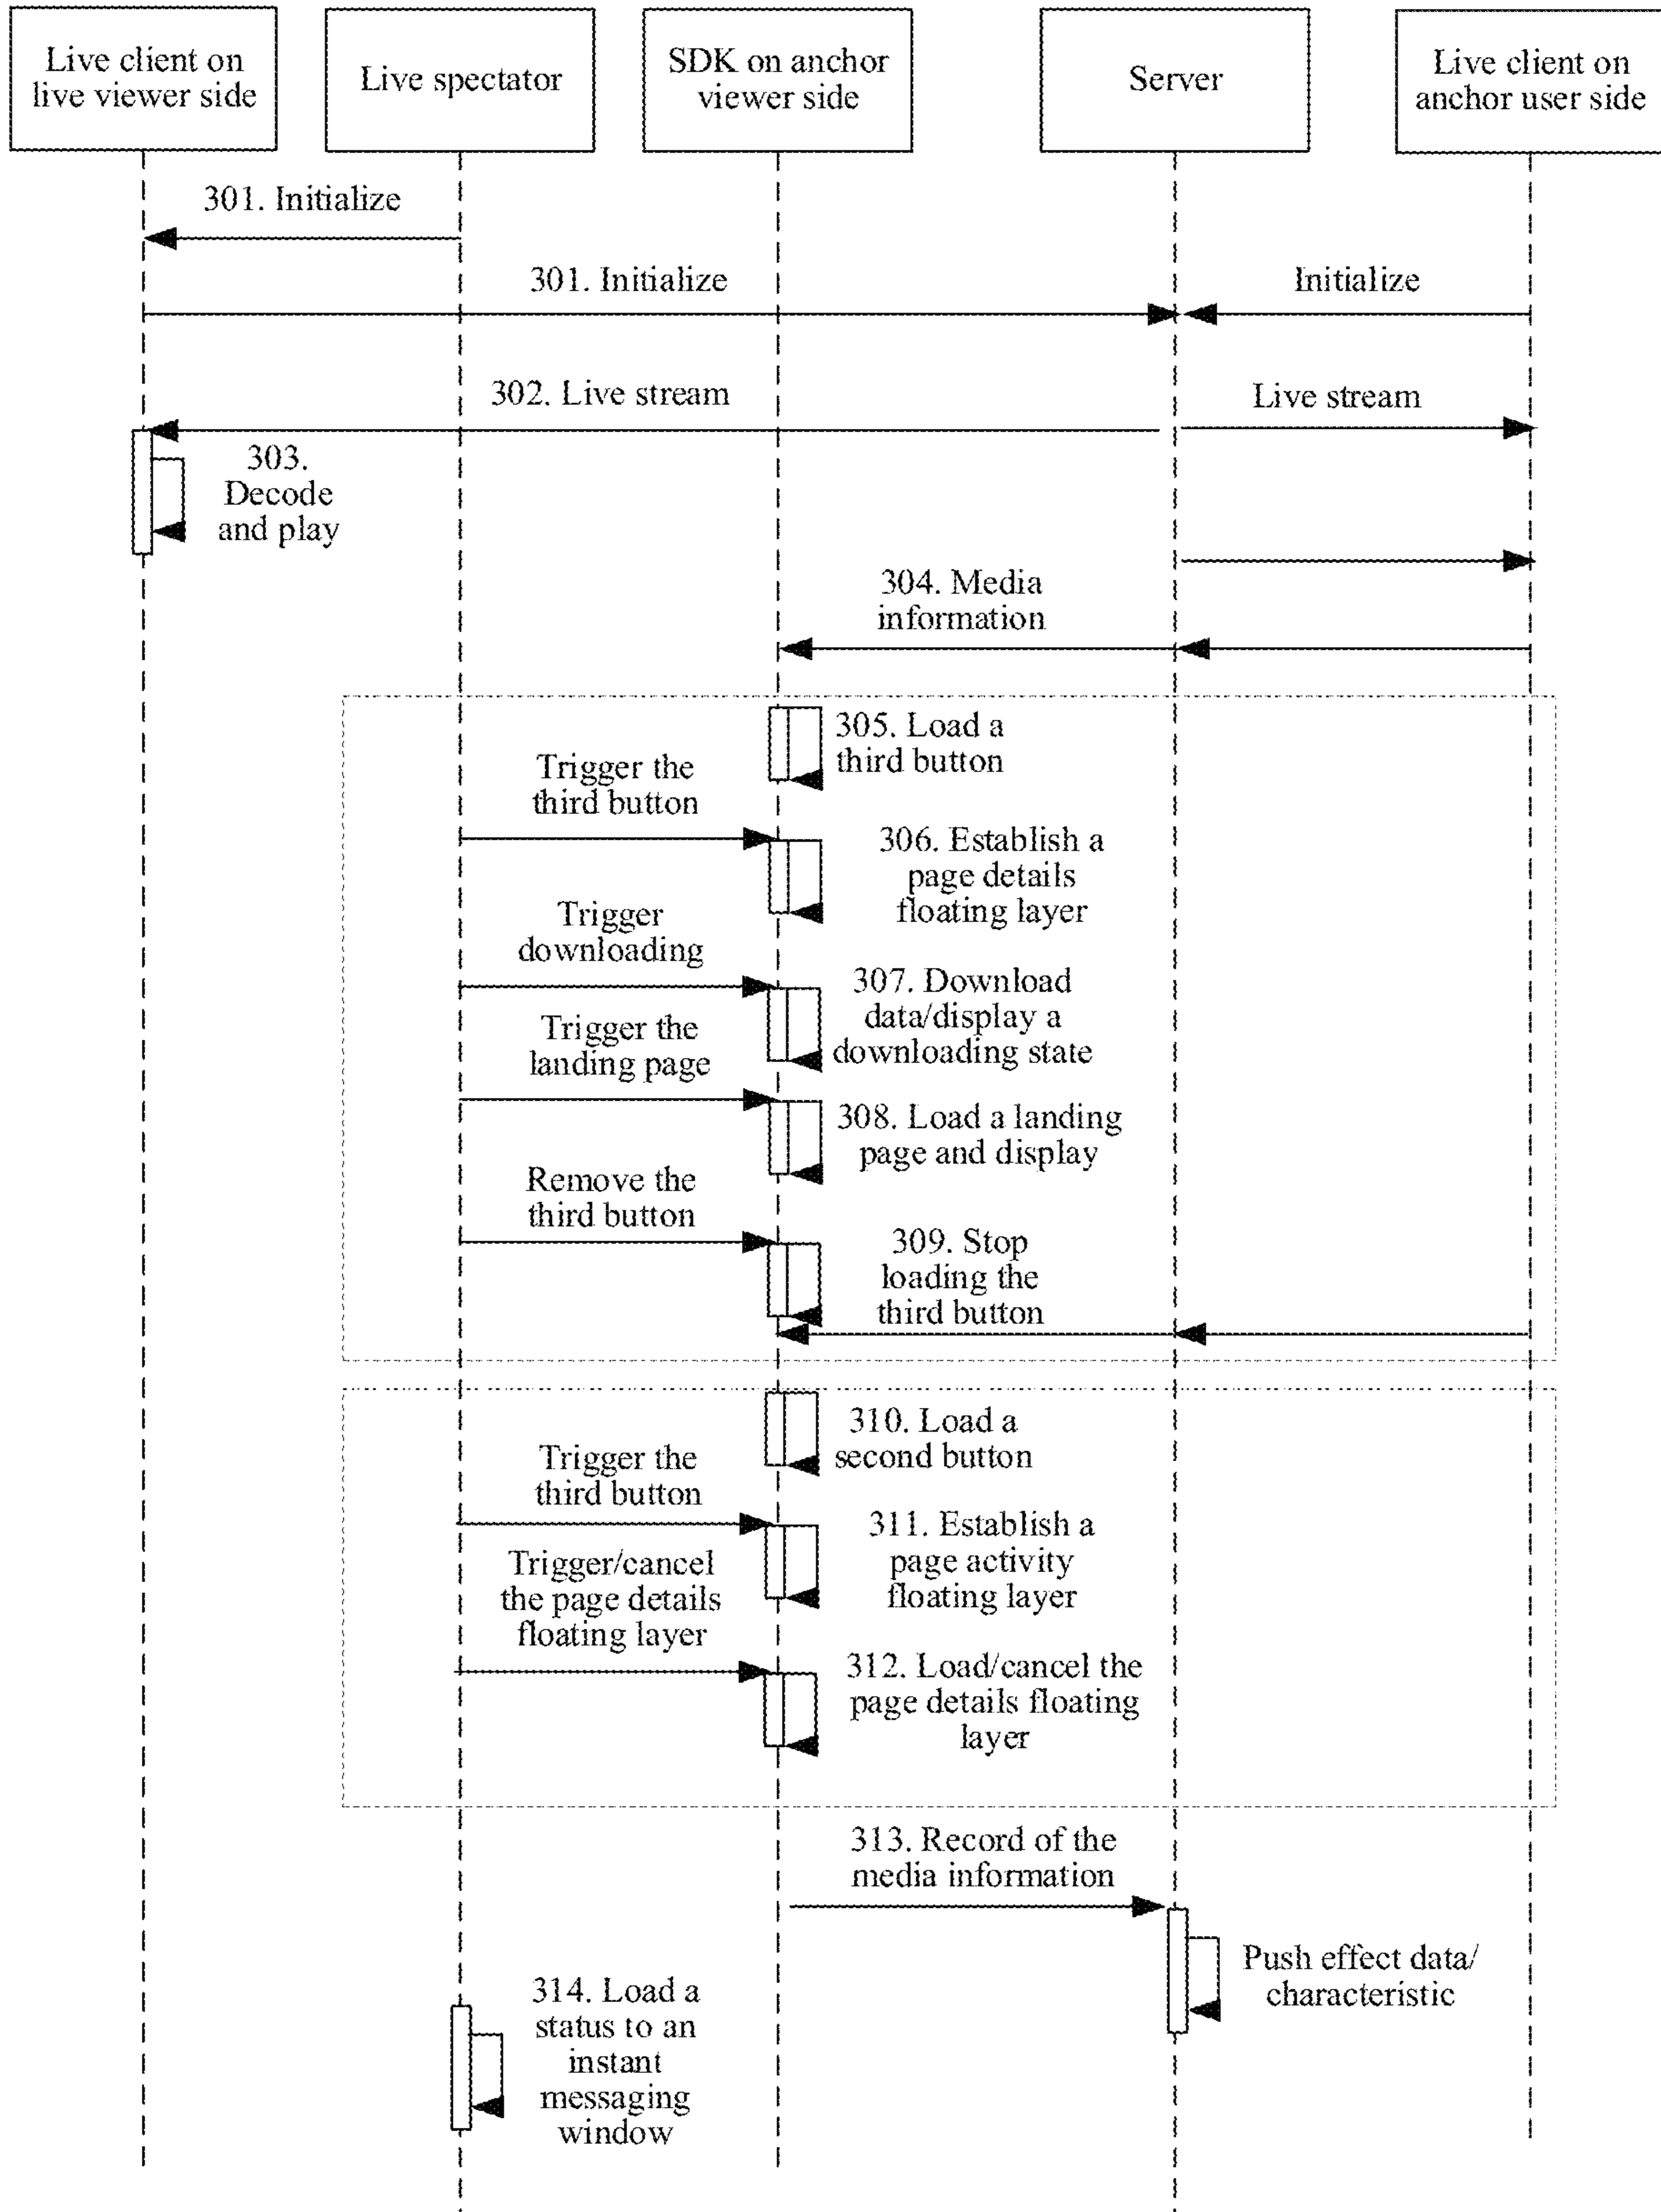 Live client on
live viewer side
Live spectator
SDK on anchor
viewer side
Server
Live client on
anchor user side
301. Initialize
301. Initialize
Initialize
302. Live stream
Live stream
303.
Decode
and play
304. Media
information
305. Load a
third button
Trigger the
third button
306. Establish a
page details
floating layer
Trigger
downloading
307. Download
data/display a
downloading state
Trigger the
landing page
308. Load a landing
page and display
Remove the
third button
309. Stop
loading the
third button
310. Load a
second button
Trigger the
third button
311. Establish a
page activity
floating layer
Trigger/cancel
the page details
floating layer
312. Load/cancel the
page details floating
layer
313. Record of the
media information
Push effect data/
characteristic
314. Load a
status to an
instant
messaging
window